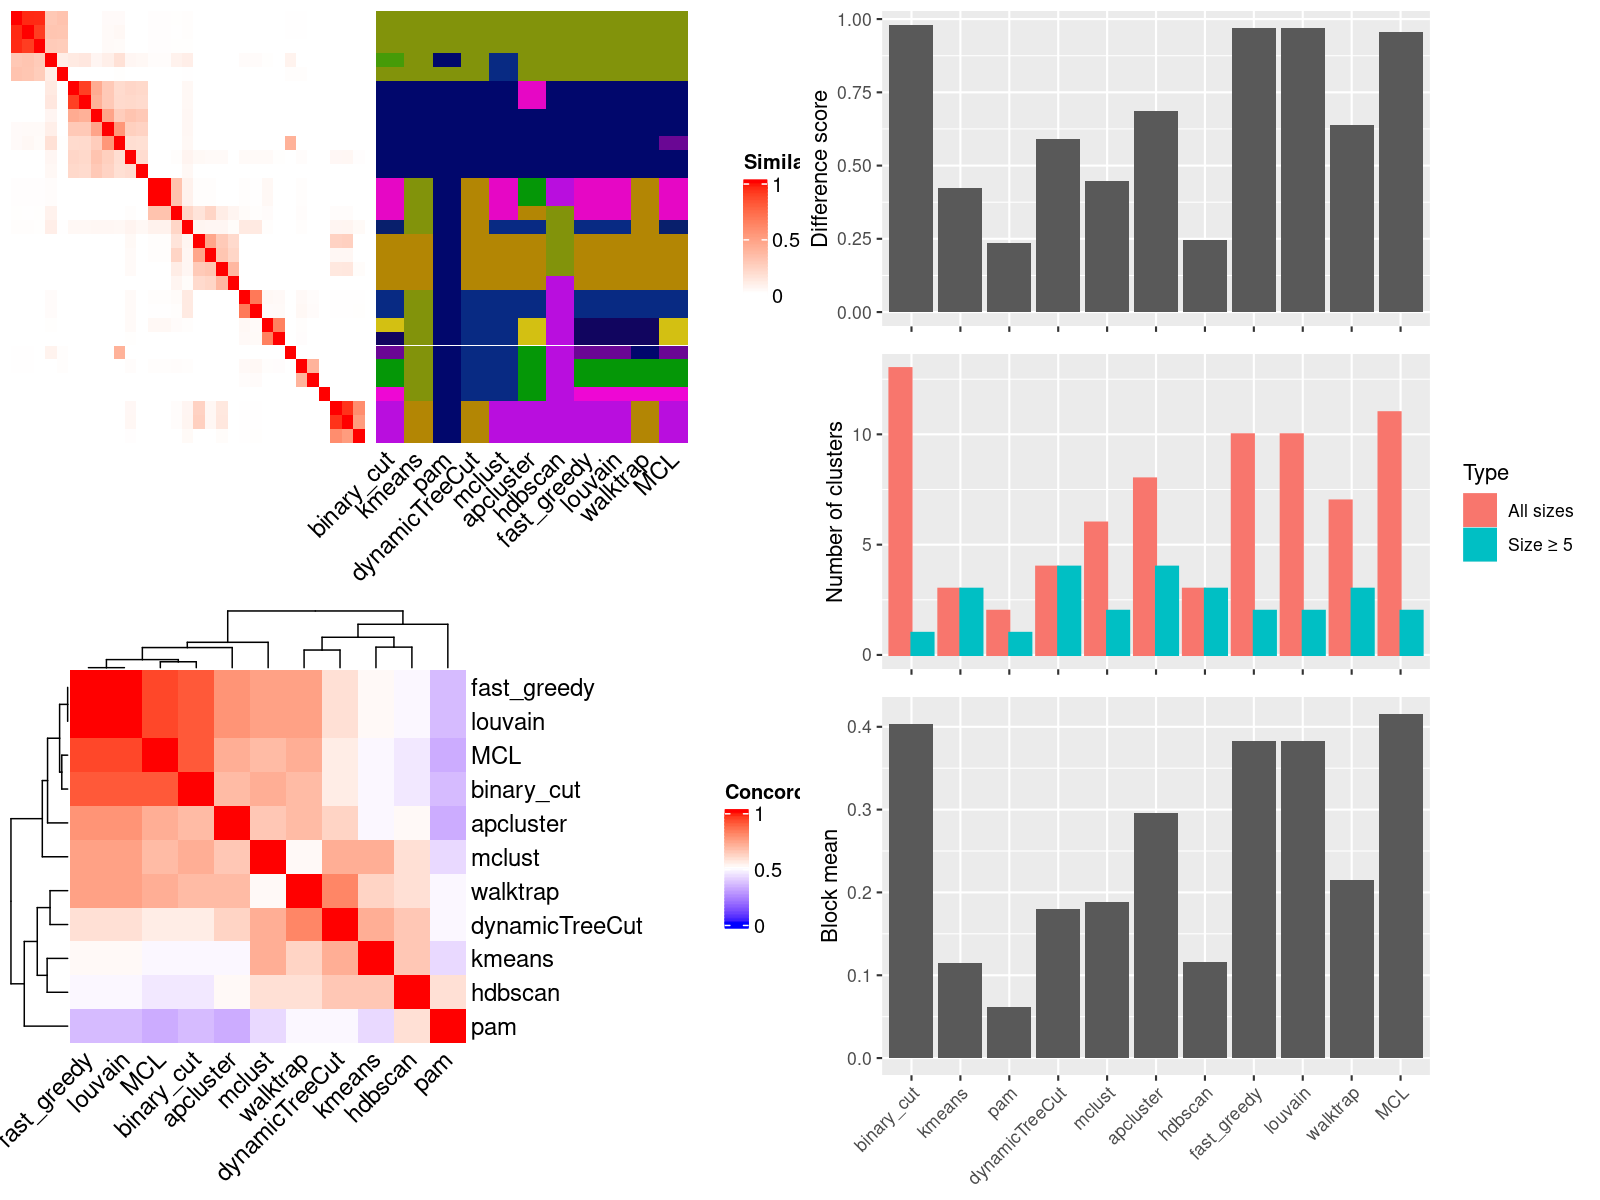 Simila
1
0.5
0
binary_cut
kmeans
pam
dynamicTreeCut
mclust
apcluster
hdbscan
fast_greedy
louvain
walktrap
MCL
fast_greedy
louvain
MCL
binary_cut
apcluster
mclust
walktrap
dynamicTreeCut
kmeans
hdbscan
pam
Concord
1
0.5
0
fast_greedy
louvain
MCL
binary_cut
apcluster
mclust
walktrap
dynamicTreeCut
kmeans
hdbscan
pam
Difference score
1.00
0.75
0.50
0.25
0.00
Number of clusters
10
5
0
Type
All sizes
Size ≥ 5
Block mean
0.4
0.3
0.2
0.1
0.0
binary_cut
kmeans
pam
dynamicTreeCut
mclust
apcluster
hdbscan
fast_greedy
louvain
walktrap
MCL